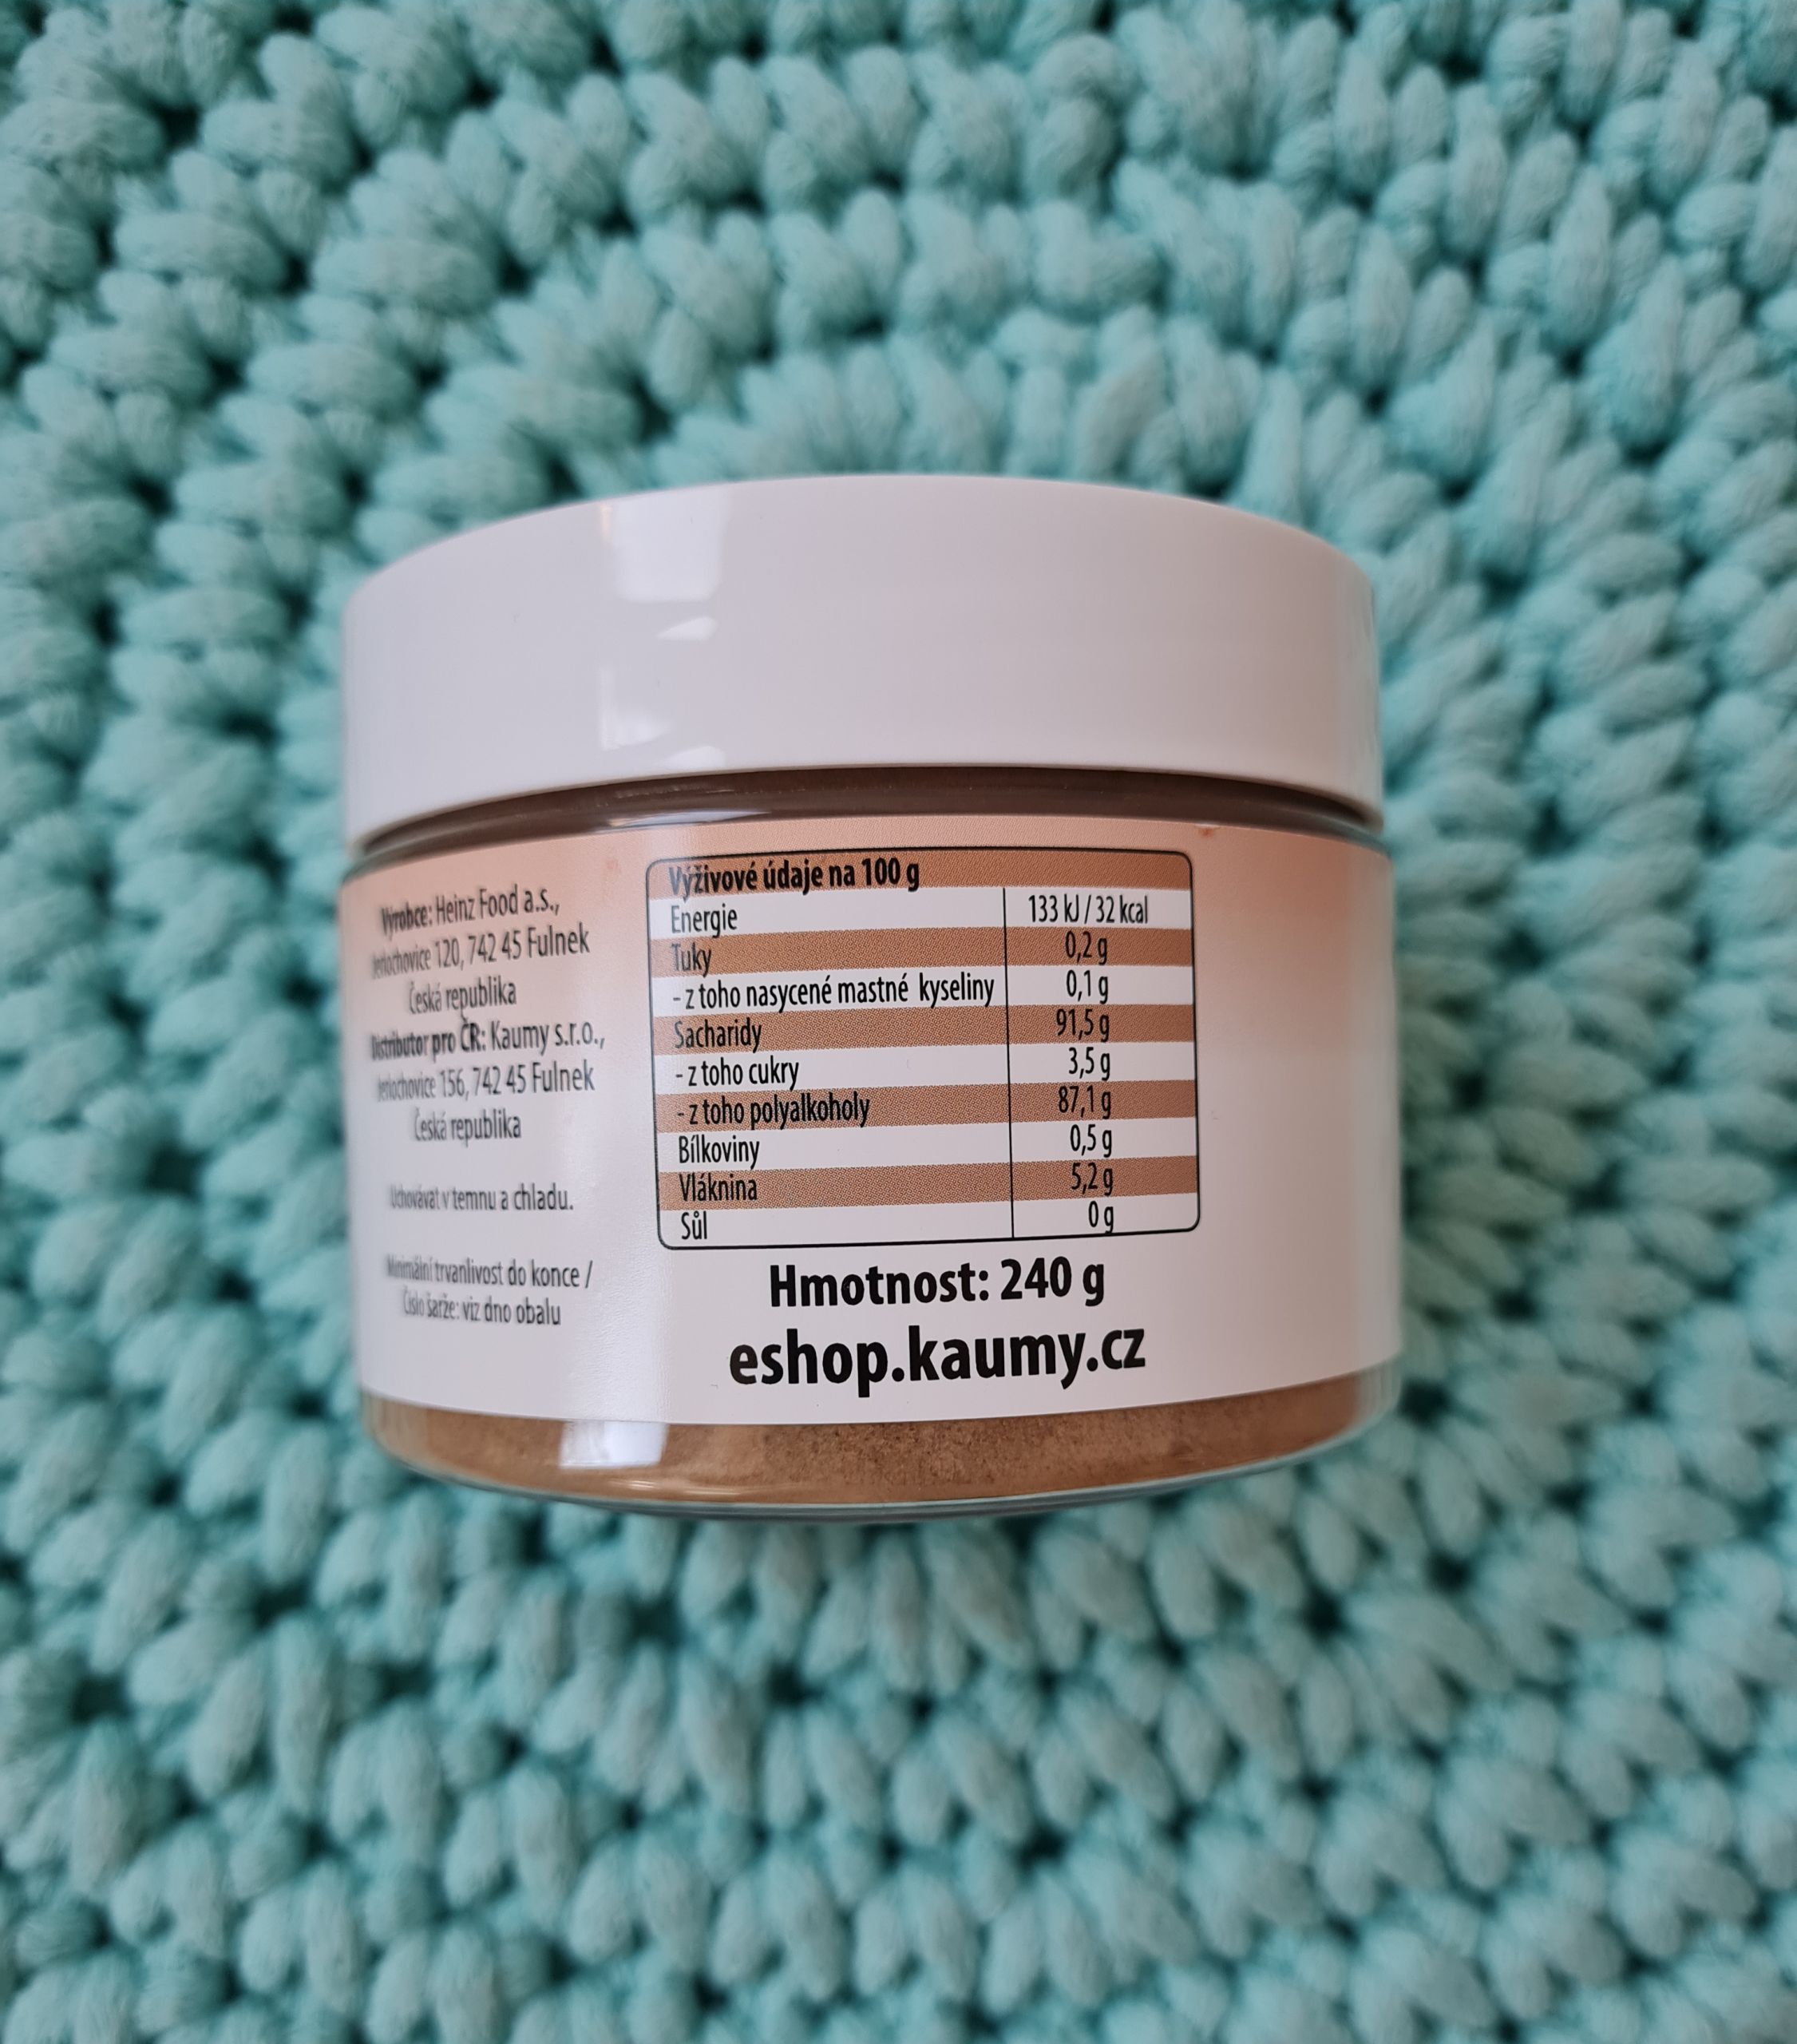 Výrobce: Heinz Food a.s.,
Jerlochovice 120, 742 45 Fulnek
Česká republika
Distributor pro ČR: Kaumy s.r.o.,
Jerlochovice 156, 742 45 Fulnek
Česká republika
Uchovávat v temnu a chladu.
Minimální trvanlivost do konce /
Číslo šarže: viz dno obalu
Výživové údaje na 100 g
Energie 133 kJ / 32 kcal
Tuky 0,2 g
- z toho nasycené mastné kyseliny 0,1 g
Sacharidy 91,5 g
- z toho cukry 3,5 g
- z toho polyalkoholy 87,1 g
Bílkoviny 0,5 g
Vláknina 5,2 g
Sůl 0 g
Hmotnost: 240 g
eshop.kaumy.cz